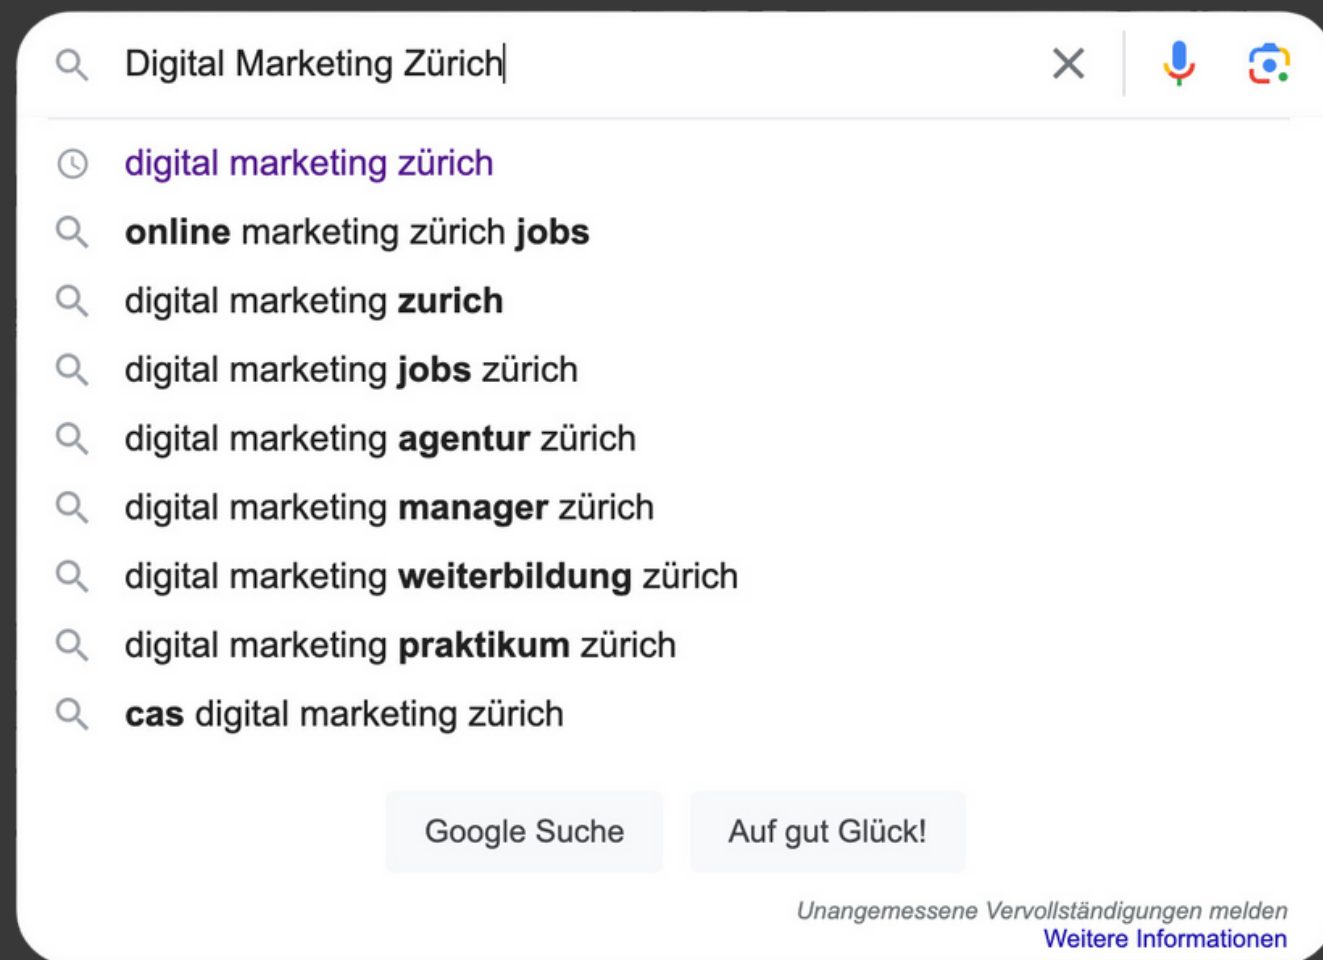 Digital Marketing Zürich
digital marketing zürich
online marketing zürich jobs
digital marketing zurich
digital marketing jobs zürich
digital marketing agentur zürich
digital marketing manager zürich
digital marketing weiterbildung zürich
digital marketing praktikum zürich
cas digital marketing zürich
Google Suche
Auf gut Glück!
Unangemessene Vervollständigungen melden
Weitere Informationen